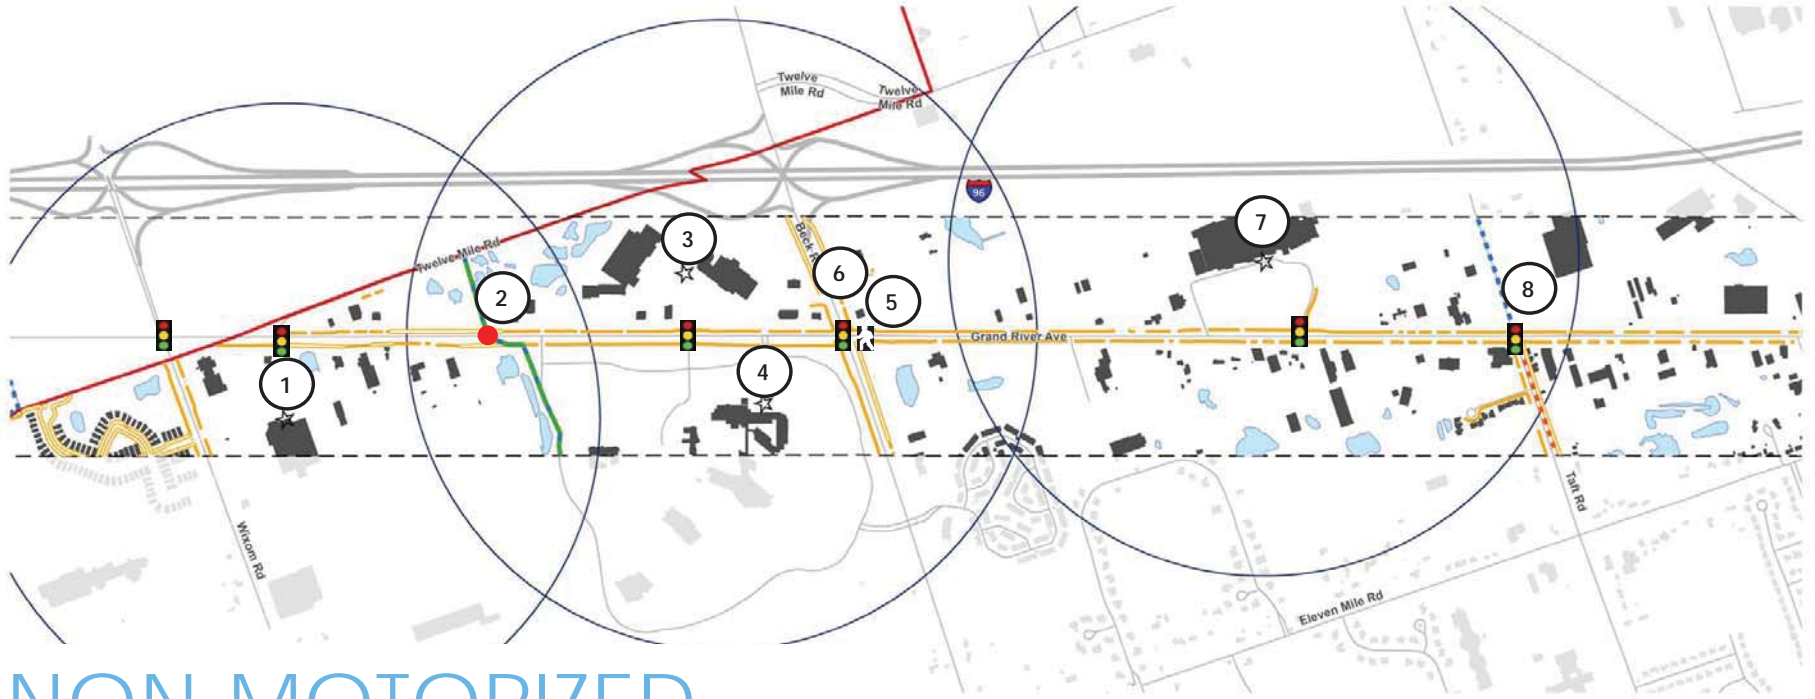 Twelve
Mile Rd
Twelve
Mile Rd
96
7
3
Beck R
Twelve Mile Rd
6
2
5
8
Grand River Ave
4
1
Taft Rd
Wixom Rd
Eleven Mile Rd
NON-MOTORIZED